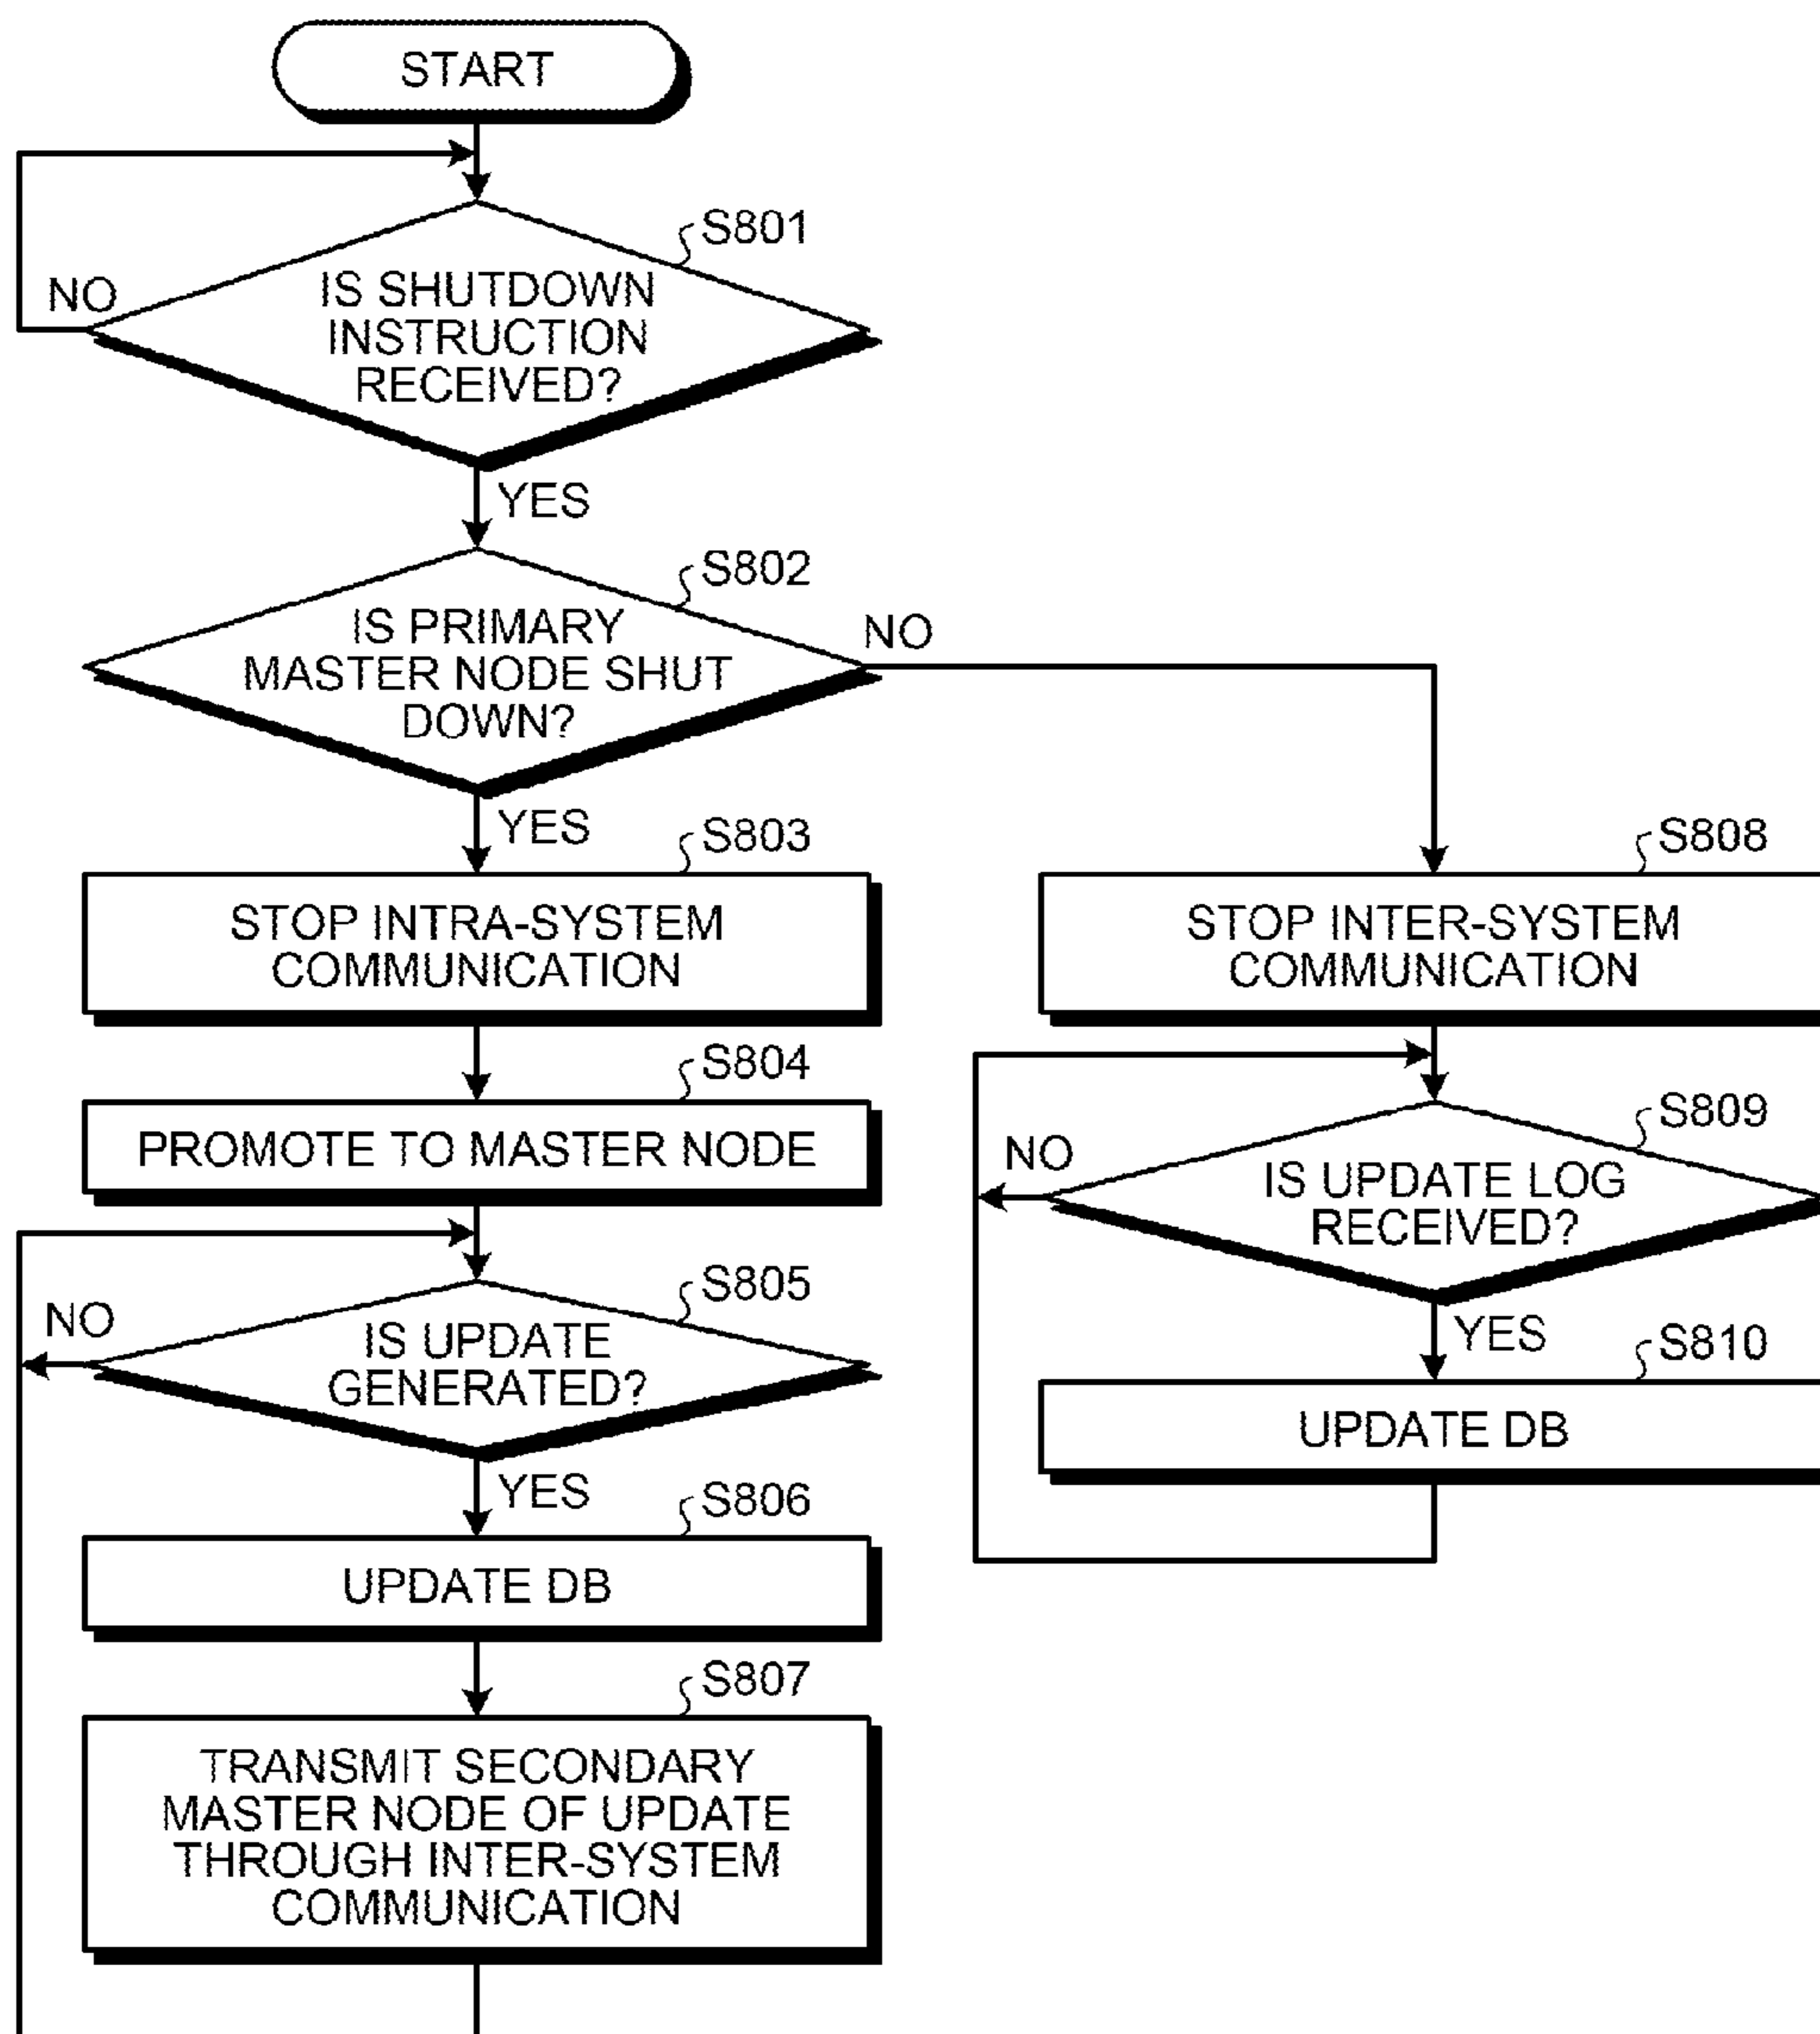 START
S801
NO
IS SHUTDOWN
INSTRUCTION
RECEIVED?
YES
S802
IS PRIMARY
MASTER NODE SHUT
DOWN?
NO
YES
S803
STOP INTRA-SYSTEM
COMMUNICATION
S804
PROMOTE TO MASTER NODE
S805
NO
IS UPDATE
GENERATED?
YES
S806
UPDATE DB
S807
TRANSMIT SECONDARY
MASTER NODE OF UPDATE
THROUGH INTER-SYSTEM
COMMUNICATION
S808
STOP INTER-SYSTEM
COMMUNICATION
S809
NO
IS UPDATE LOG
RECEIVED?
YES
S810
UPDATE DB